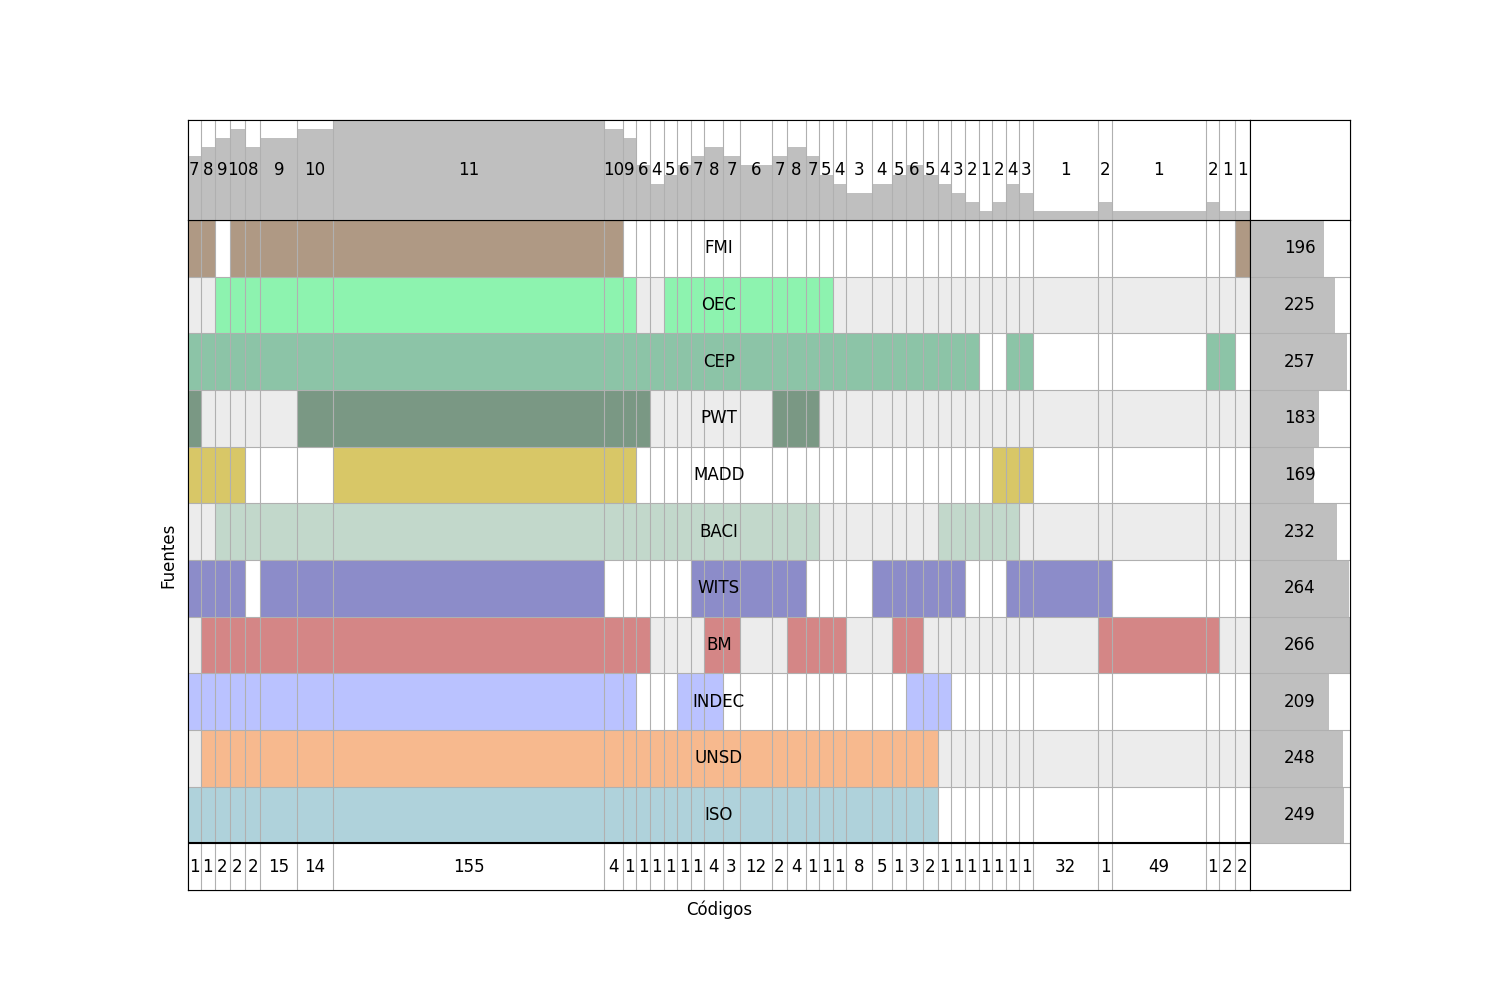 7 8 9 10 8 9 10 11 10 9 6 4 5 6 7 8 7 6 7 8 7 5 4 3 4 5 6 5 4 3 2 1 2 4 3 1 2 1 2 1 1
FMI 196
OEC 225
CEP 257
PWT 183
MADD 169
BACI 232
Fuentes
WITS 264
BM 266
INDEC 209
UNSD 248
ISO 249
1 1 2 2 2 15 14 155 4 1 1 1 1 1 1 4 3 12 2 4 1 1 1 8 5 1 3 2 1 1 1 1 1 1 1 32 1 49 1 2 2
Códigos